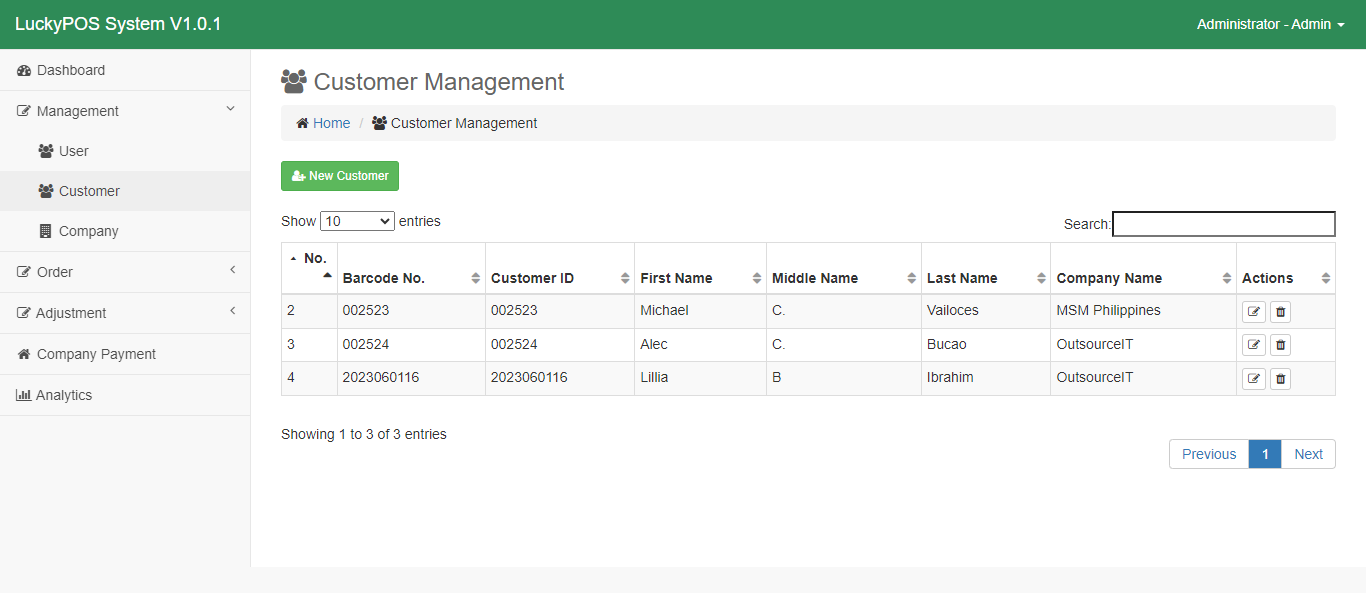 LuckyPOS System V1.0.1
Administrator - Admin
Dashboard
Management
User
Customer
Company
Order
Adjustment
Company Payment
Analytics
Customer Management
Home / Customer Management
New Customer
Show 10 entries
Search:
No. Barcode No. Customer ID First Name Middle Name Last Name Company Name Actions
2 002523 002523 Michael C. Vailoces MSM Philippines
3 002524 002524 Alec C. Bucao OutsourceIT
4 2023060116 2023060116 Lillia B Ibrahim OutsourceIT
Showing 1 to 3 of 3 entries
Previous 1 Next